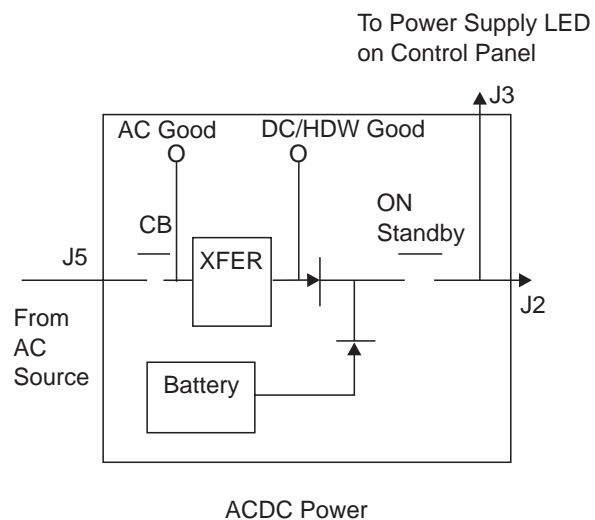 To Power Supply LED
on Control Panel
J3
AC Good
DC/HDW Good
ON
Standby
CB
J5
XFER
J2
From
AC
Source
Battery
ACDC Power